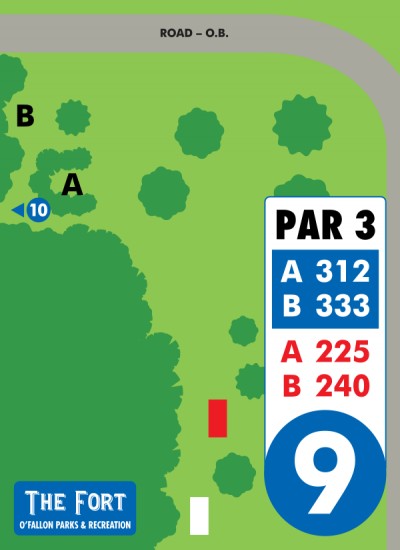 ROAD – O.B.
B
A
10
PAR 3
A 312
B 333
A 225
B 240
9
THE FORT
O'FALLON PARKS & RECREATION